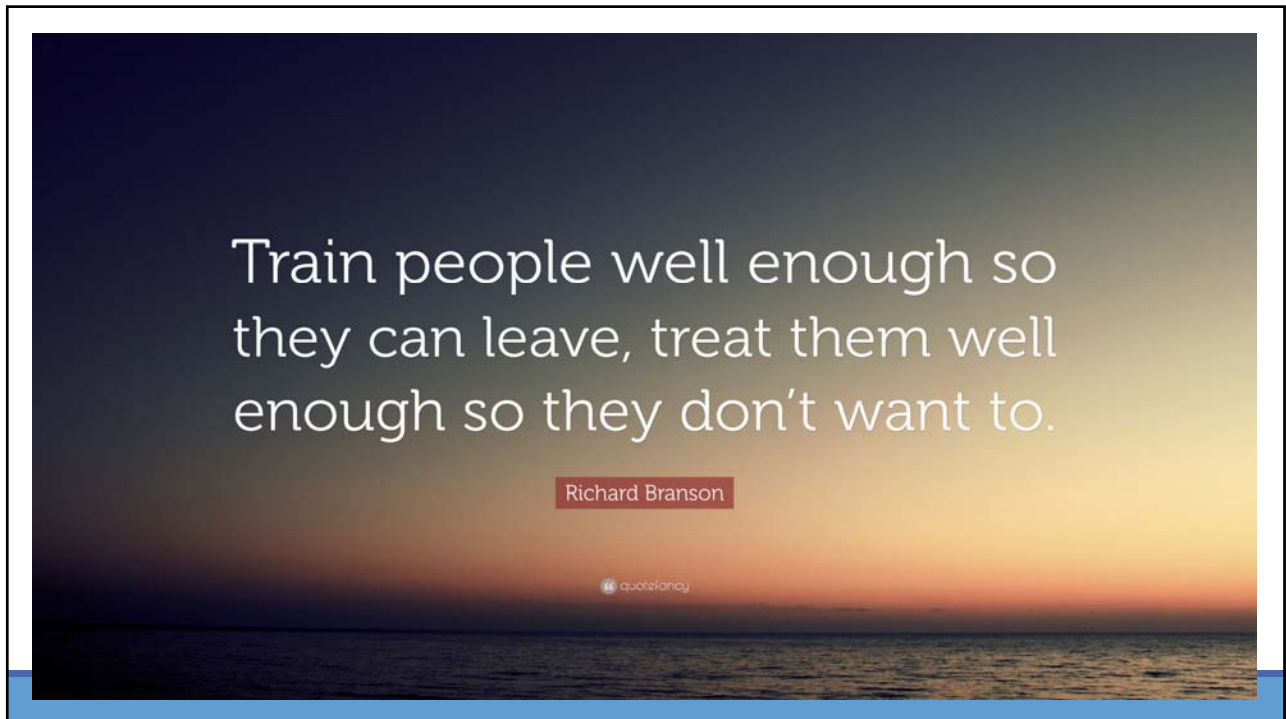 Train people well enough so
they can leave, treat them well
enough so they don’t want to.
Richard Branson
quotefancy